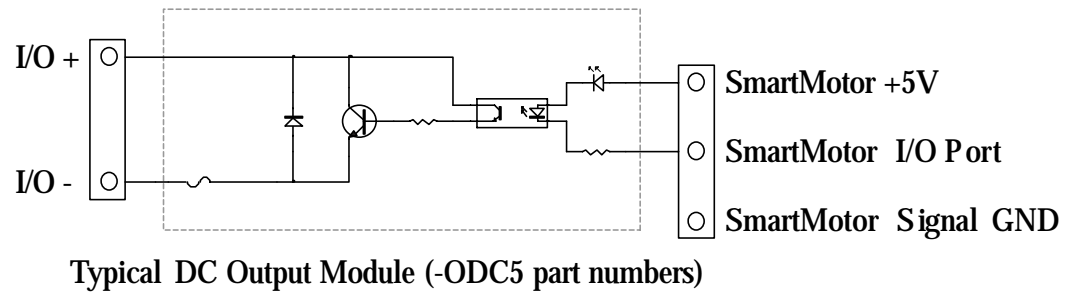 I/O +
SmartMotor +5V
SmartMotor I/O Port
I/O -
SmartMotor Signal GND
Typical DC Output Module (-ODC5 part numbers)